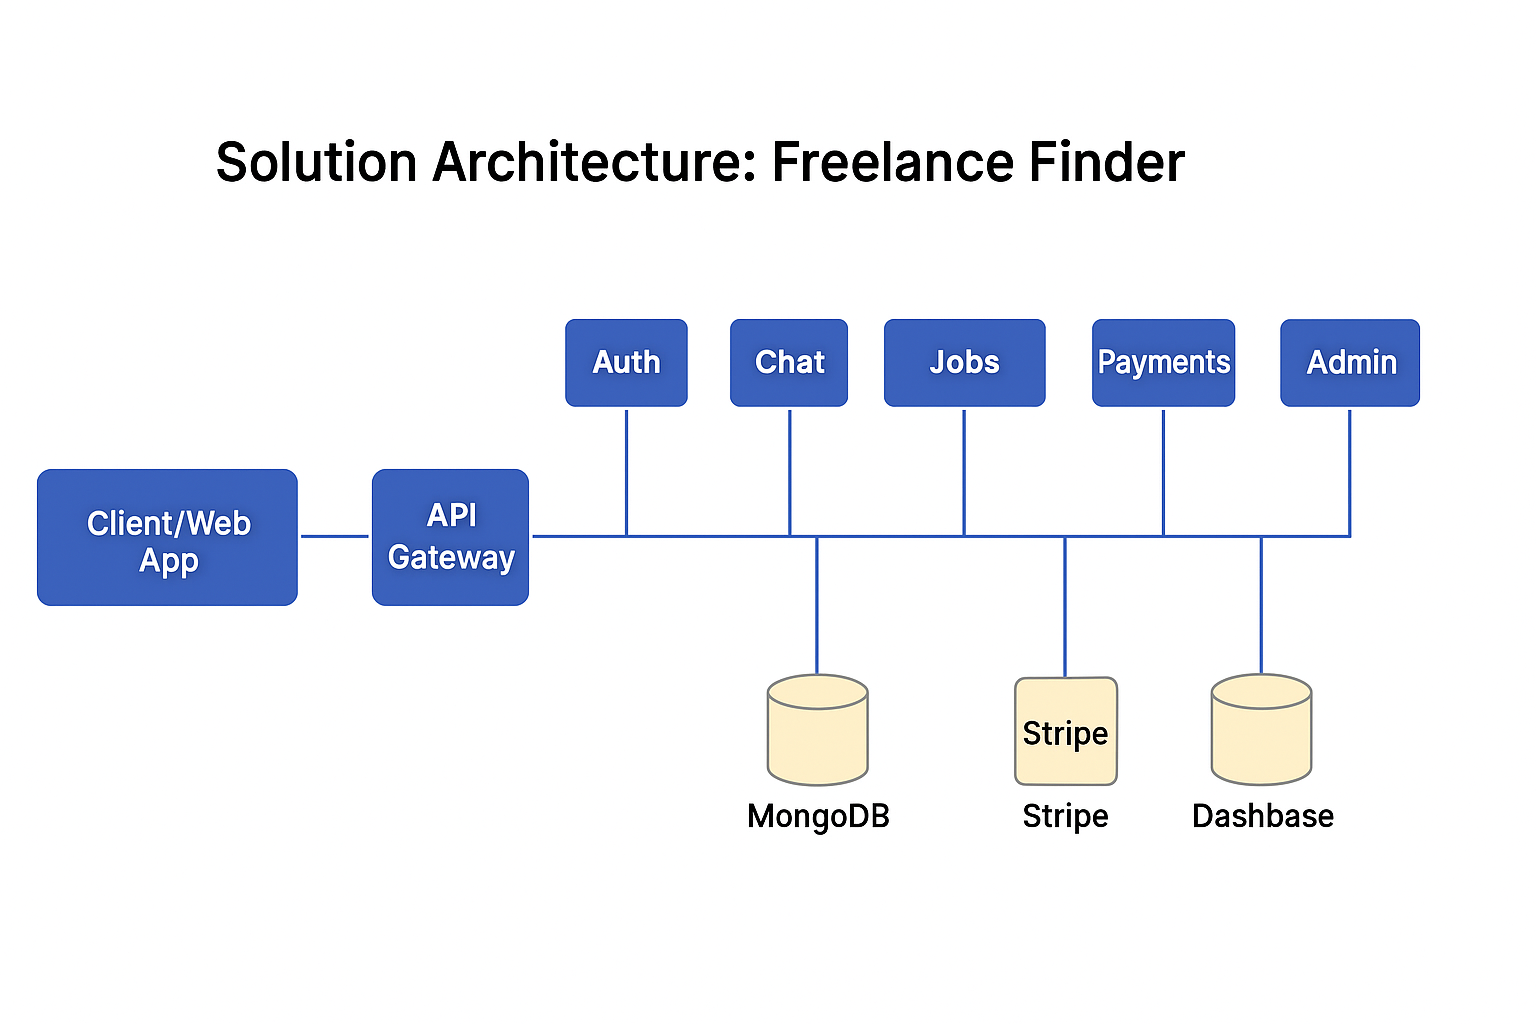 Solution Architecture: Freelance Finder
Auth
Chat
Jobs
Payments
Admin
Client/Web
App
API
Gateway
Stripe
MongoDB
Stripe
Dashbase